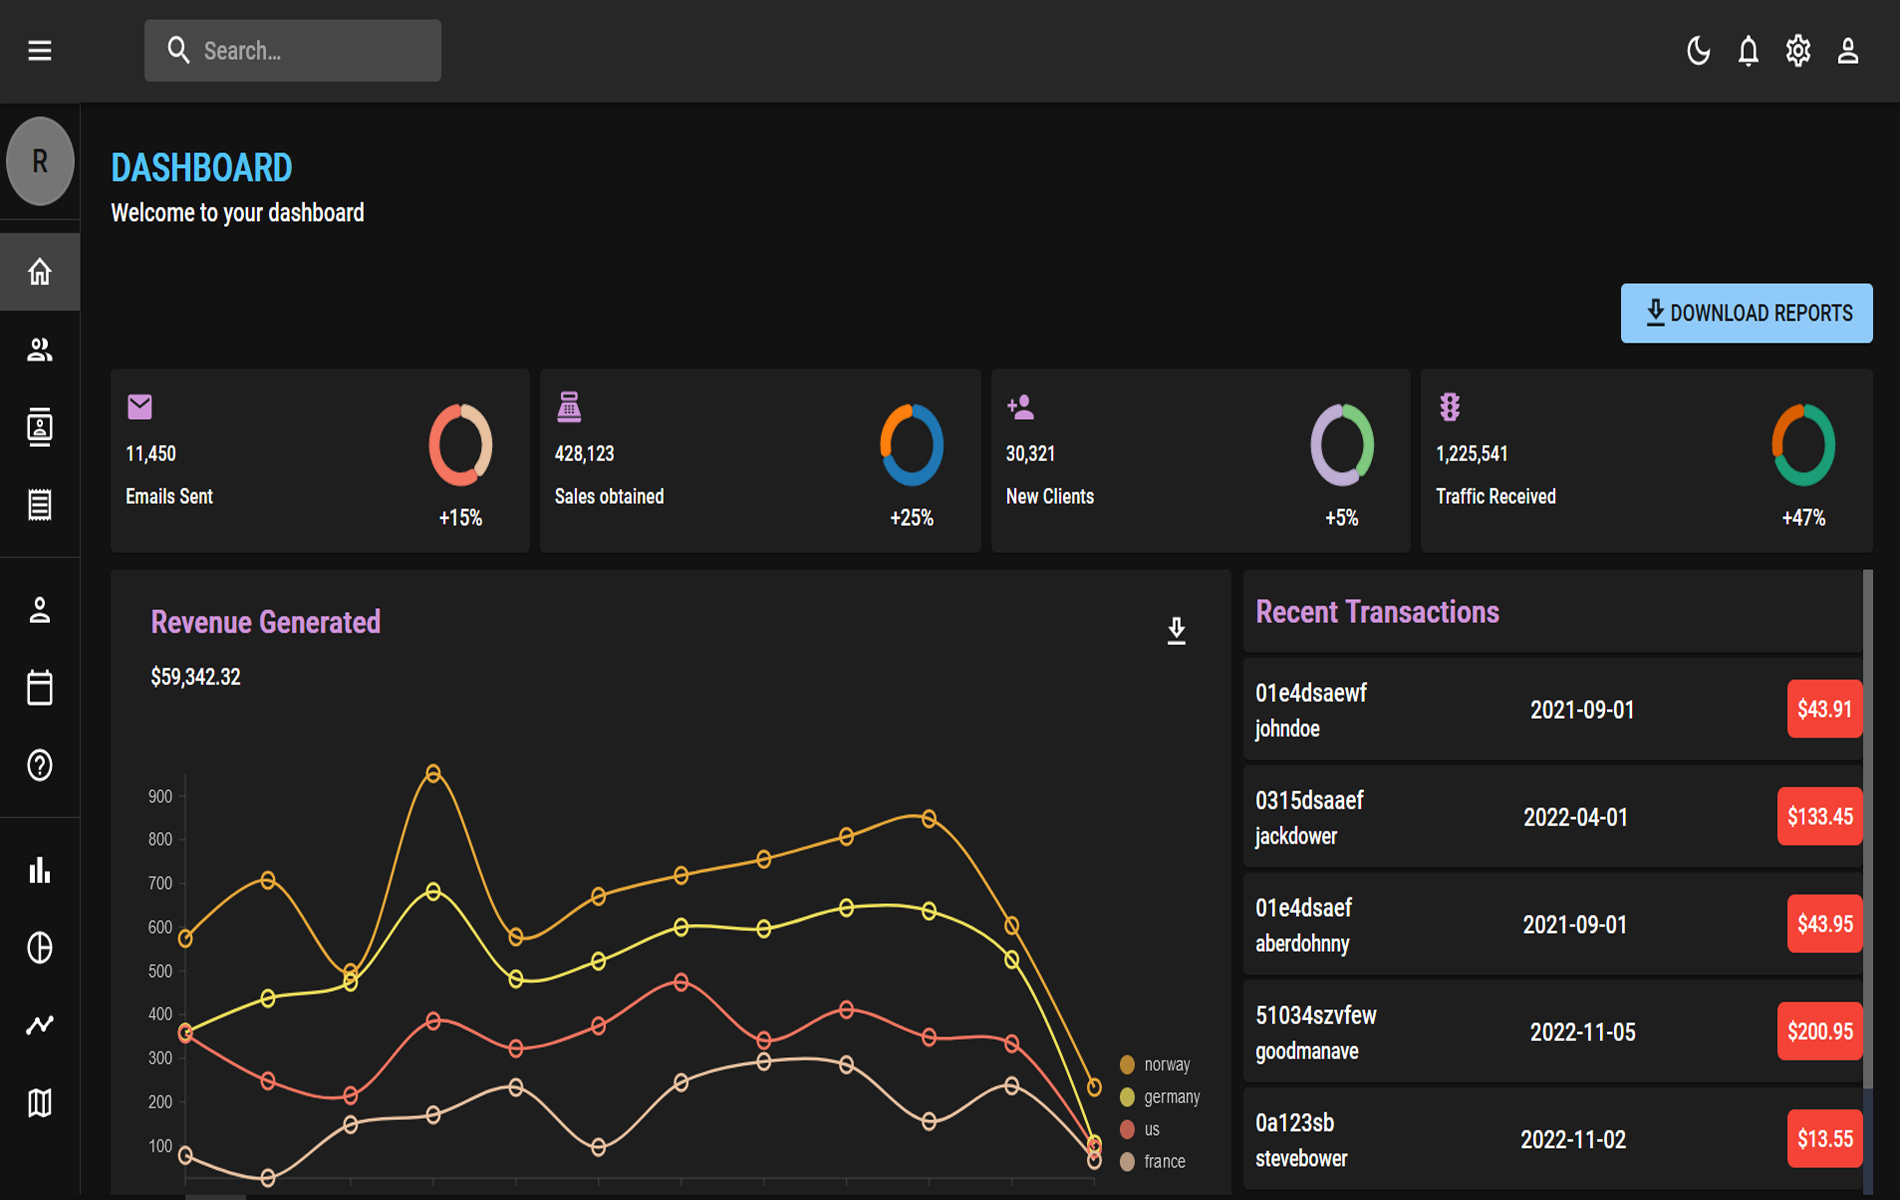 Search...
R
DASHBOARD
Welcome to your dashboard
DOWNLOAD REPORTS
11,450
Emails Sent
+15%
428,123
Sales obtained
+25%
30,321
New Clients
+5%
1,225,541
Traffic Received
+47%
Revenue Generated
$59,342.32
900
800
700
600
500
400
300
200
100
norway
germany
us
france
Recent Transactions
01e4dsaewf
johndoe
2021-09-01
$43.91
0315dsaaef
jackdower
2022-04-01
$133.45
01e4dsaef
aberdohnny
2021-09-01
$43.95
51034szvfew
goodmanave
2022-11-05
$200.95
0a123sb
stevebower
2022-11-02
$13.55